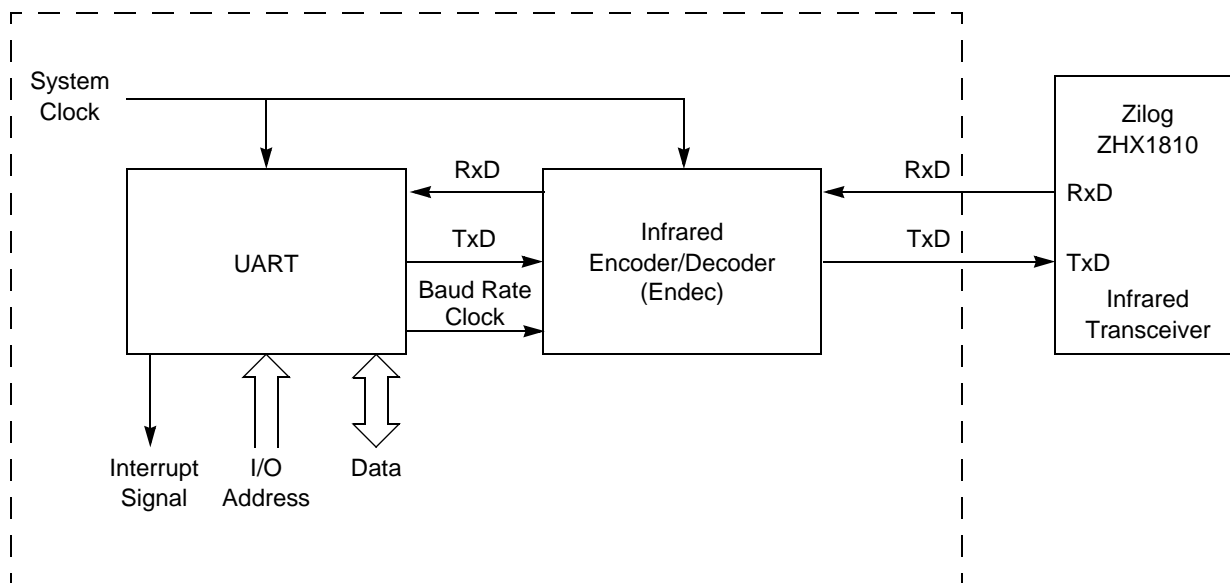 System
Clock
Zilog
ZHX1810
RxD
RxD
RxD
TxD
Infrared
Encoder/Decoder
(Endec)
TxD
TxD
UART
Baud Rate
Clock
Infrared
Transceiver
Interrupt
Signal
I/O
Address
Data